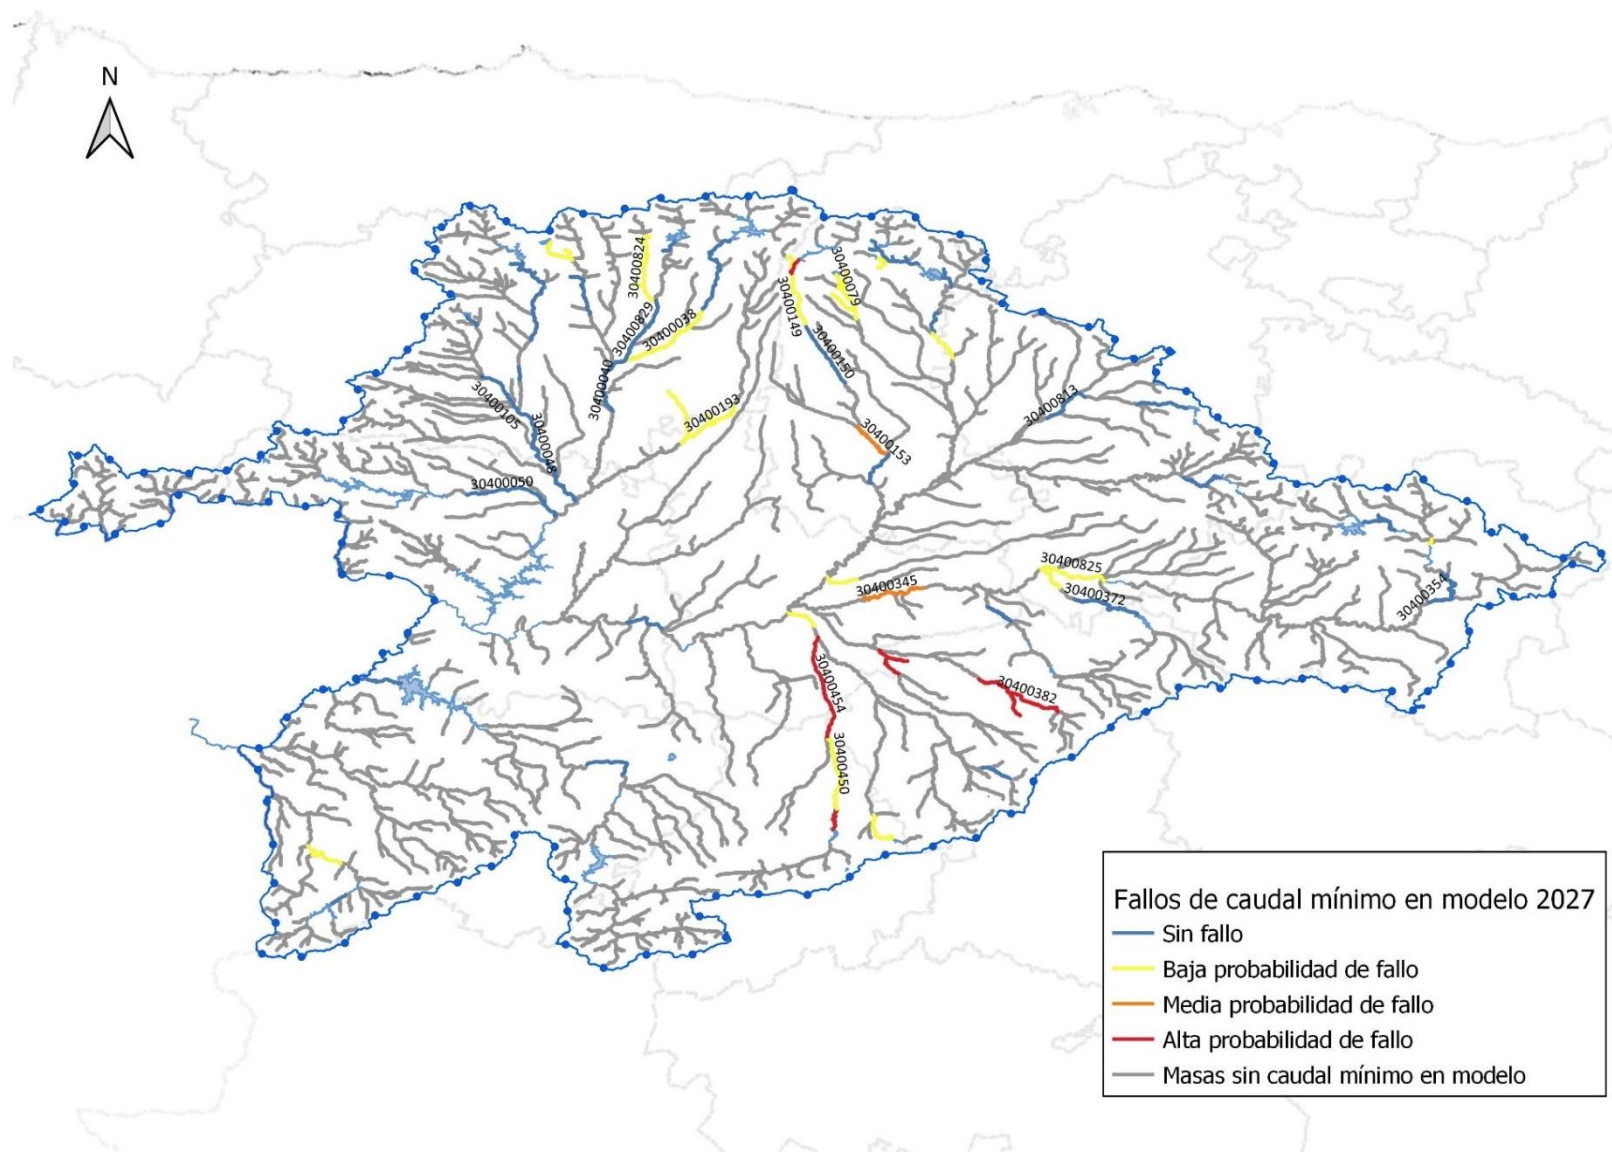 N
30400824
30400079
30400829
30400038
30400149
30400150
30400040
30400105
30400193
30400813
30400048
30400153
30400050
30400825
30400345
30400372
30400354
30400454
30400382
30400450
Fallos de caudal mínimo en modelo 2027
Sin fallo
Baja probabilidad de fallo
Media probabilidad de fallo
Alta probabilidad de fallo
Masas sin caudal mínimo en modelo